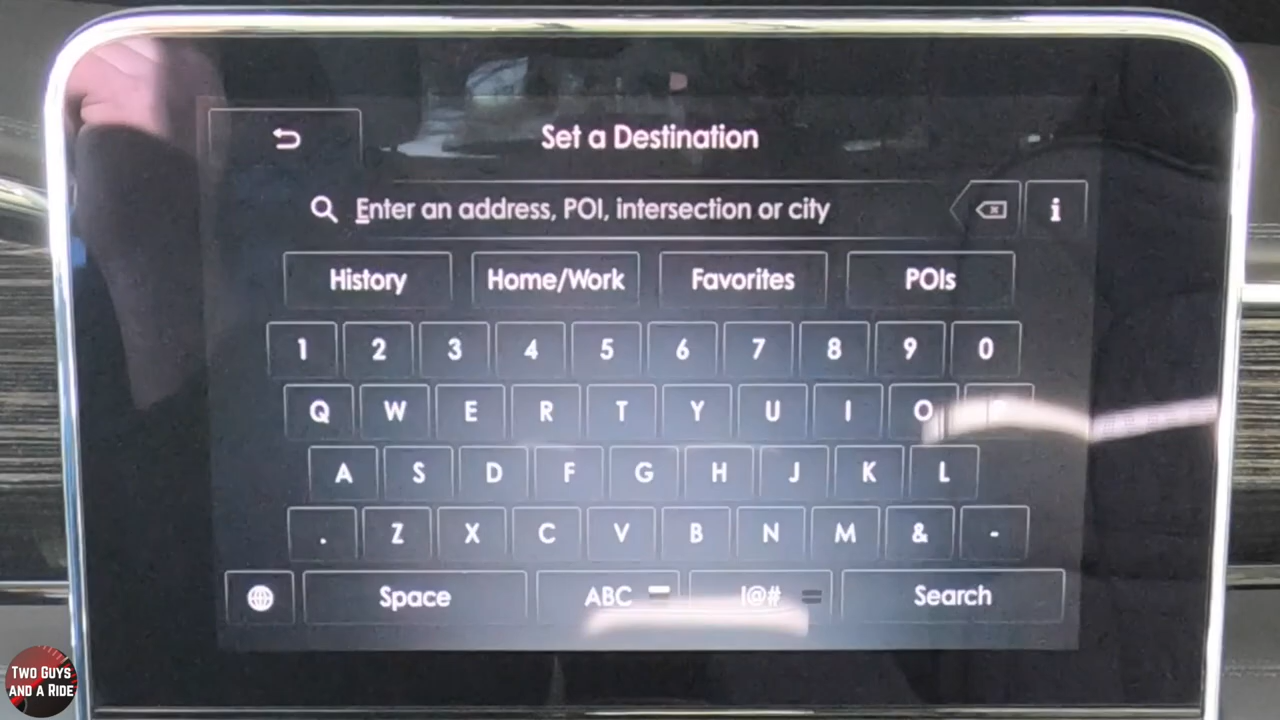 Set a Destination
Enter an address, POI, intersection or city
i
History Home/Work Favorites POIs
1 2 3 4 5 6 7 8 9 0
Q W E R T Y U I O
A S D F G H J K L
. Z X C V B N M & -
Space ABC !@# Search
TWO GUYS
AND A RIDE